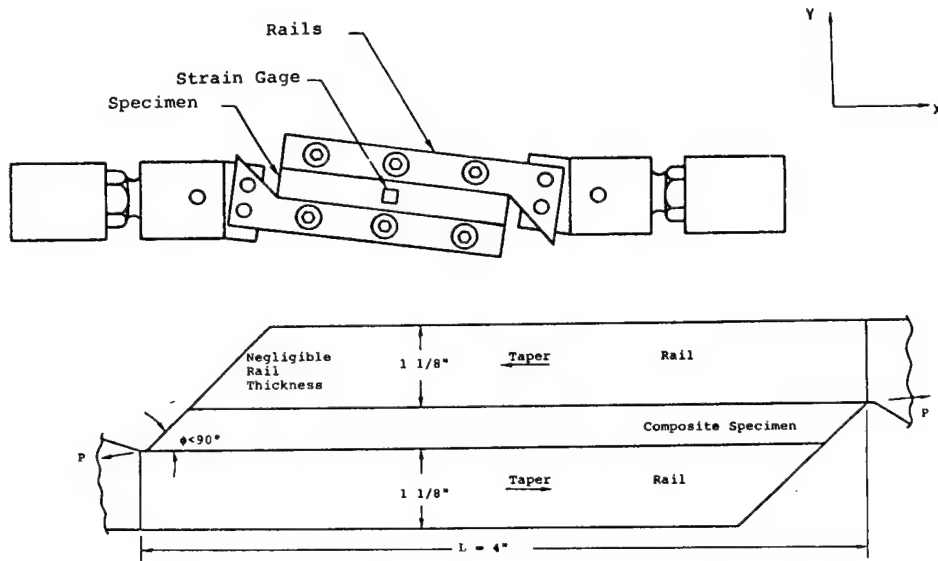 Rails
Strain Gage
Specimen
Y
X
Negligible
Rail
Thickness
1 1/8"
Taper
Rail
P
Composite Specimen
ϕ<90°
P
1 1/8"
Taper
Rail
L = 4"